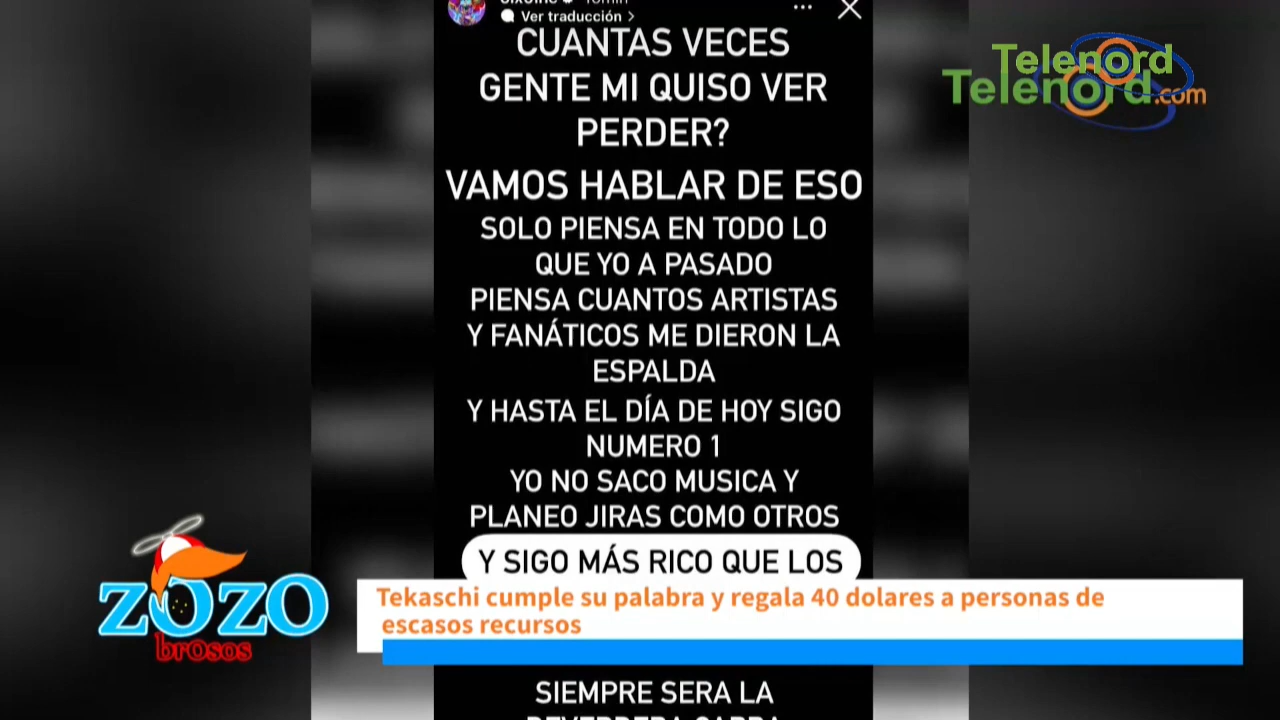 Ver traducción
CUANTAS VECES
GENTE MI QUISO VER
PERDER?
VAMOS HABLAR DE ESO
SOLO PIENSA EN TODO LO
QUE YO A PASADO
PIENSA CUANTOS ARTISTAS
Y FANÁTICOS ME DIERON LA
ESPALDA
Y HASTA EL DÍA DE HOY SIGO
NUMERO 1
YO NO SACO MUSICA Y
PLANEO JIRAS COMO OTROS
Y SIGO MÁS RICO QUE LOS
SIEMPRE SERA LA
Telenord
Telenord.com
zOzO
brOsos
Tekaschi cumple su palabra y regala 40 dolares a personas de
escasos recursos